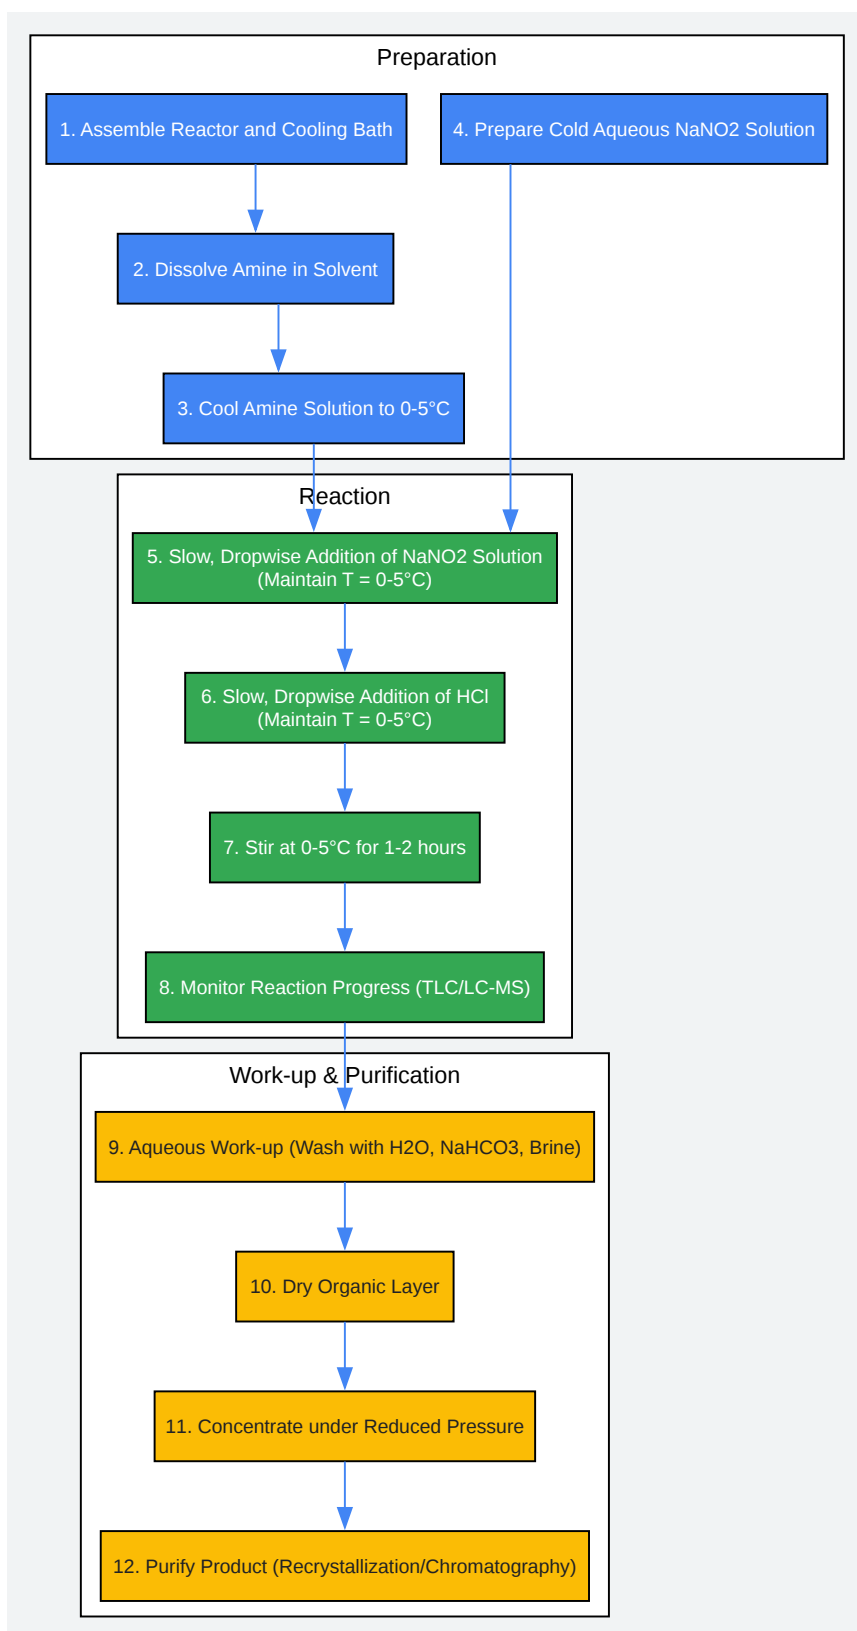 Preparation
1. Assemble Reactor and Cooling Bath
4. Prepare Cold Aqueous NaNO2 Solution
2. Dissolve Amine in Solvent
3. Cool Amine Solution to 0-5°C
Reaction
5. Slow, Dropwise Addition of NaNO2 Solution
(Maintain T = 0-5°C)
6. Slow, Dropwise Addition of HCl
(Maintain T = 0-5°C)
7. Stir at 0-5°C for 1-2 hours
8. Monitor Reaction Progress (TLC/LC-MS)
Work-up & Purification
9. Aqueous Work-up (Wash with H2O, NaHCO3, Brine)
10. Dry Organic Layer
11. Concentrate under Reduced Pressure
12. Purify Product (Recrystallization/Chromatography)